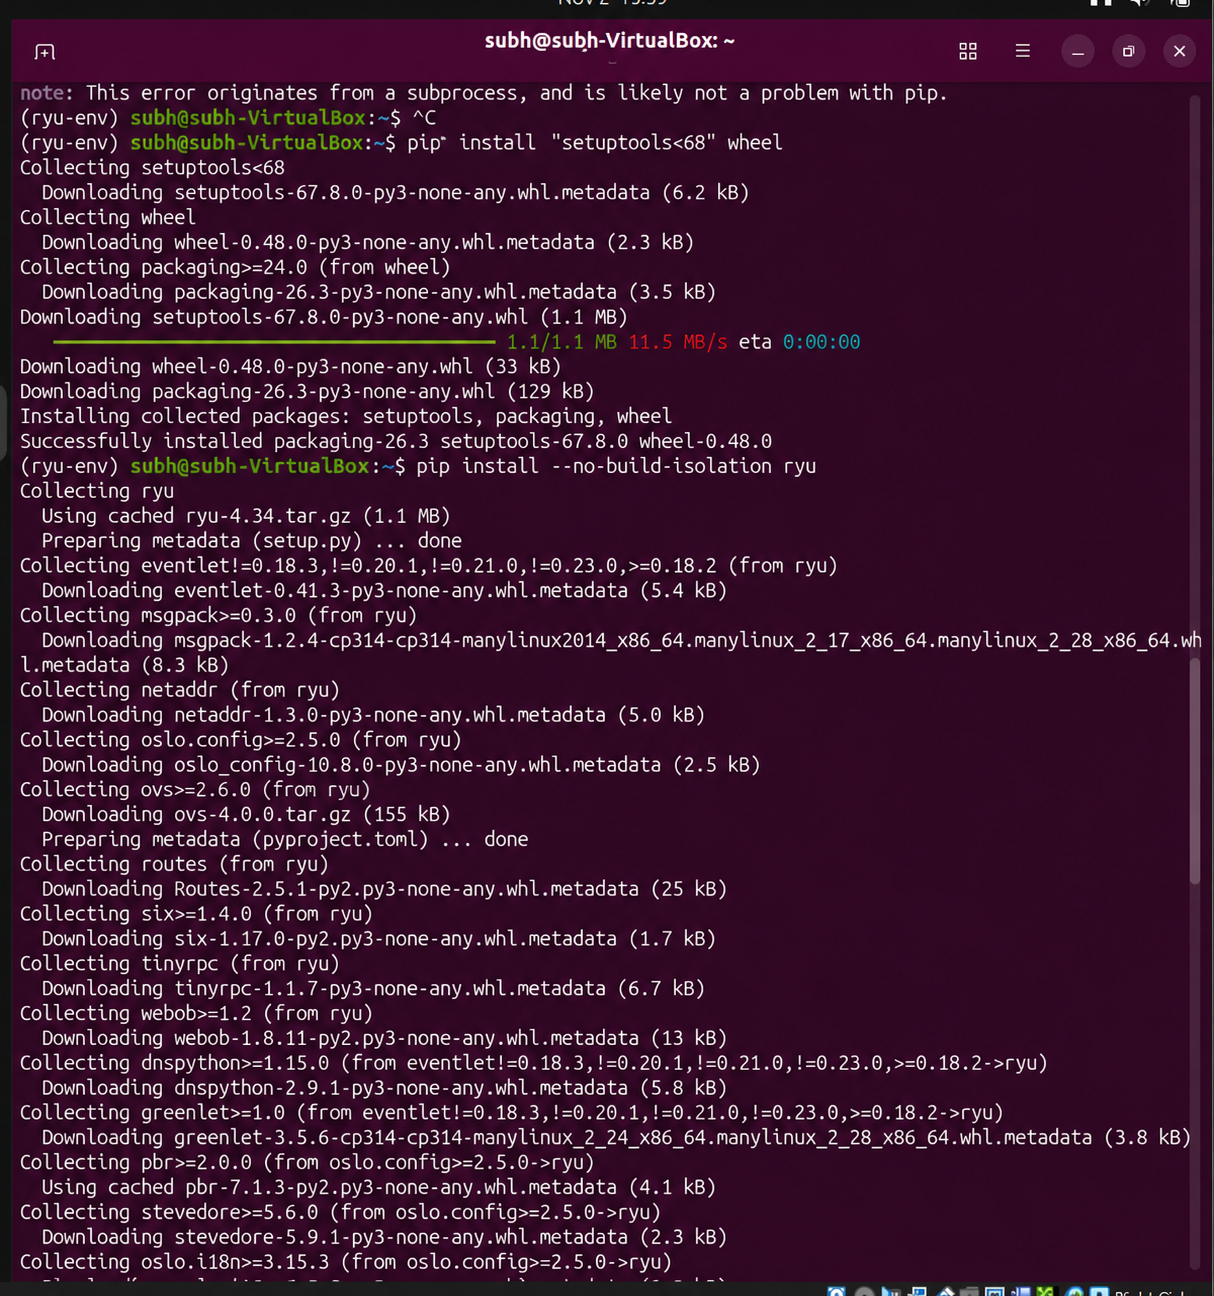 subh@subh-VirtualBox: ~
note: This error originates from a subprocess, and is likely not a problem with pip.
(ryu-env) subh@subh-VirtualBox:~$ ^C
(ryu-env) subh@subh-VirtualBox:~$ pip install "setuptools<68" wheel
Collecting setuptools<68
  Downloading setuptools-67.8.0-py3-none-any.whl.metadata (6.2 kB)
Collecting wheel
  Downloading wheel-0.48.0-py3-none-any.whl.metadata (2.3 kB)
Collecting packaging>=24.0 (from wheel)
  Downloading packaging-26.3-py3-none-any.whl.metadata (3.5 kB)
Downloading setuptools-67.8.0-py3-none-any.whl (1.1 MB)
1.1/1.1 MB 11.5 MB/s eta 0:00:00
Downloading wheel-0.48.0-py3-none-any.whl (33 kB)
Downloading packaging-26.3-py3-none-any.whl (129 kB)
Installing collected packages: setuptools, packaging, wheel
Successfully installed packaging-26.3 setuptools-67.8.0 wheel-0.48.0
(ryu-env) subh@subh-VirtualBox:~$ pip install --no-build-isolation ryu
Collecting ryu
  Using cached ryu-4.34.tar.gz (1.1 MB)
  Preparing metadata (setup.py) ... done
Collecting eventlet!=0.18.3,!=0.20.1,!=0.21.0,!=0.23.0,>=0.18.2 (from ryu)
  Downloading eventlet-0.41.3-py3-none-any.whl.metadata (5.4 kB)
Collecting msgpack>=0.3.0 (from ryu)
  Downloading msgpack-1.2.4-cp314-cp314-manylinux2014_x86_64.manylinux_2_17_x86_64.manylinux_2_28_x86_64.wh
l.metadata (8.3 kB)
Collecting netaddr (from ryu)
  Downloading netaddr-1.3.0-py3-none-any.whl.metadata (5.0 kB)
Collecting oslo.config>=2.5.0 (from ryu)
  Downloading oslo_config-10.8.0-py3-none-any.whl.metadata (2.5 kB)
Collecting ovs>=2.6.0 (from ryu)
  Downloading ovs-4.0.0.tar.gz (155 kB)
  Preparing metadata (pyproject.toml) ... done
Collecting routes (from ryu)
  Downloading Routes-2.5.1-py2.py3-none-any.whl.metadata (25 kB)
Collecting six>=1.4.0 (from ryu)
  Downloading six-1.17.0-py2.py3-none-any.whl.metadata (1.7 kB)
Collecting tinyrpc (from ryu)
  Downloading tinyrpc-1.1.7-py3-none-any.whl.metadata (6.7 kB)
Collecting webob>=1.2 (from ryu)
  Downloading webob-1.8.11-py2.py3-none-any.whl.metadata (13 kB)
Collecting dnspython>=1.15.0 (from eventlet!=0.18.3,!=0.20.1,!=0.21.0,!=0.23.0,>=0.18.2->ryu)
  Downloading dnspython-2.9.1-py3-none-any.whl.metadata (5.8 kB)
Collecting greenlet>=1.0 (from eventlet!=0.18.3,!=0.20.1,!=0.21.0,!=0.23.0,>=0.18.2->ryu)
  Downloading greenlet-3.5.6-cp314-cp314-manylinux_2_24_x86_64.manylinux_2_28_x86_64.whl.metadata (3.8 kB)
Collecting pbr>=2.0.0 (from oslo.config>=2.5.0->ryu)
  Using cached pbr-7.1.3-py2.py3-none-any.whl.metadata (4.1 kB)
Collecting stevedore>=5.6.0 (from oslo.config>=2.5.0->ryu)
  Downloading stevedore-5.9.1-py3-none-any.whl.metadata (2.3 kB)
Collecting oslo.i18n>=3.15.3 (from oslo.config>=2.5.0->ryu)